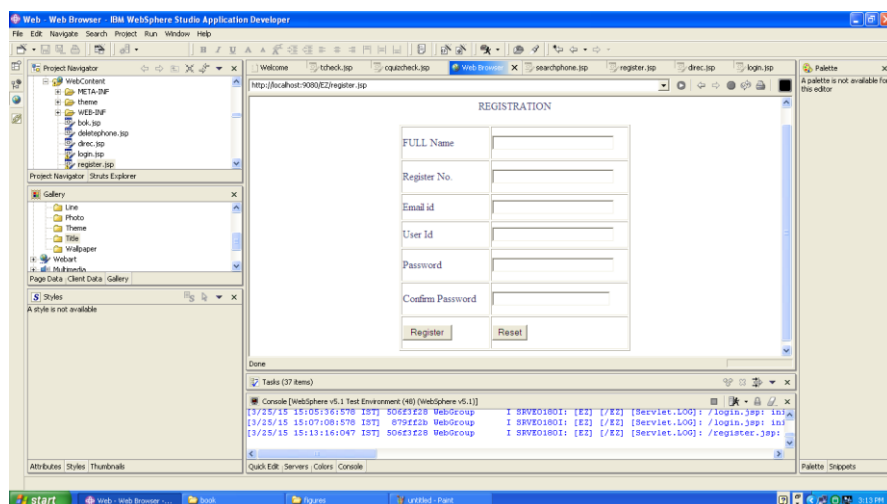 Web - Web Browser - IBM WebSphere Studio Application Developer
File Edit Navigate Search Project Run Window Help
Project Navigator
WebContent
META-INF
theme
WEB-INF
bok.jsp
deletephone.jsp
direc.jsp
login.jsp
register.jsp
Project Navigator Struts Explorer
Gallery
Line
Photo
Theme
Title
Wallpaper
Webart
Multimedia
Page Data Client Data Gallery
Styles
A style is not available
Attributes Styles Thumbnails
Welcome tcheck.jsp cquizcheck.jsp Web Browser searchphone.jsp register.jsp direc.jsp login.jsp
http://localhost:9080/EZ/register.jsp
REGISTRATION
FULL Name
Register No.
Email id
User Id
Password
Confirm Password
Register Reset
Done
Tasks (37 items)
Console [WebSphere v5.1 Test Environment (48) (WebSphere v5.1)]
[3/25/15 15:05:36:578 IST] 506f3f28 WebGroup I SRVE0180I: [EZ] [/EZ] [Servlet.LOG]: /login.jsp: ini
[3/25/15 15:07:08:578 IST] 879ff2b WebGroup I SRVE0180I: [EZ] [/EZ] [Servlet.LOG]: /login.jsp: ini
[3/25/15 15:13:16:047 IST] 506f3f28 WebGroup I SRVE0180I: [EZ] [/EZ] [Servlet.LOG]: /register.jsp:
Quick Edit Servers Colors Console
Palette
A palette is not available for this editor
Palette Snippets
start Web - Web Browser -... book figures untitled - Paint 3:13 PM